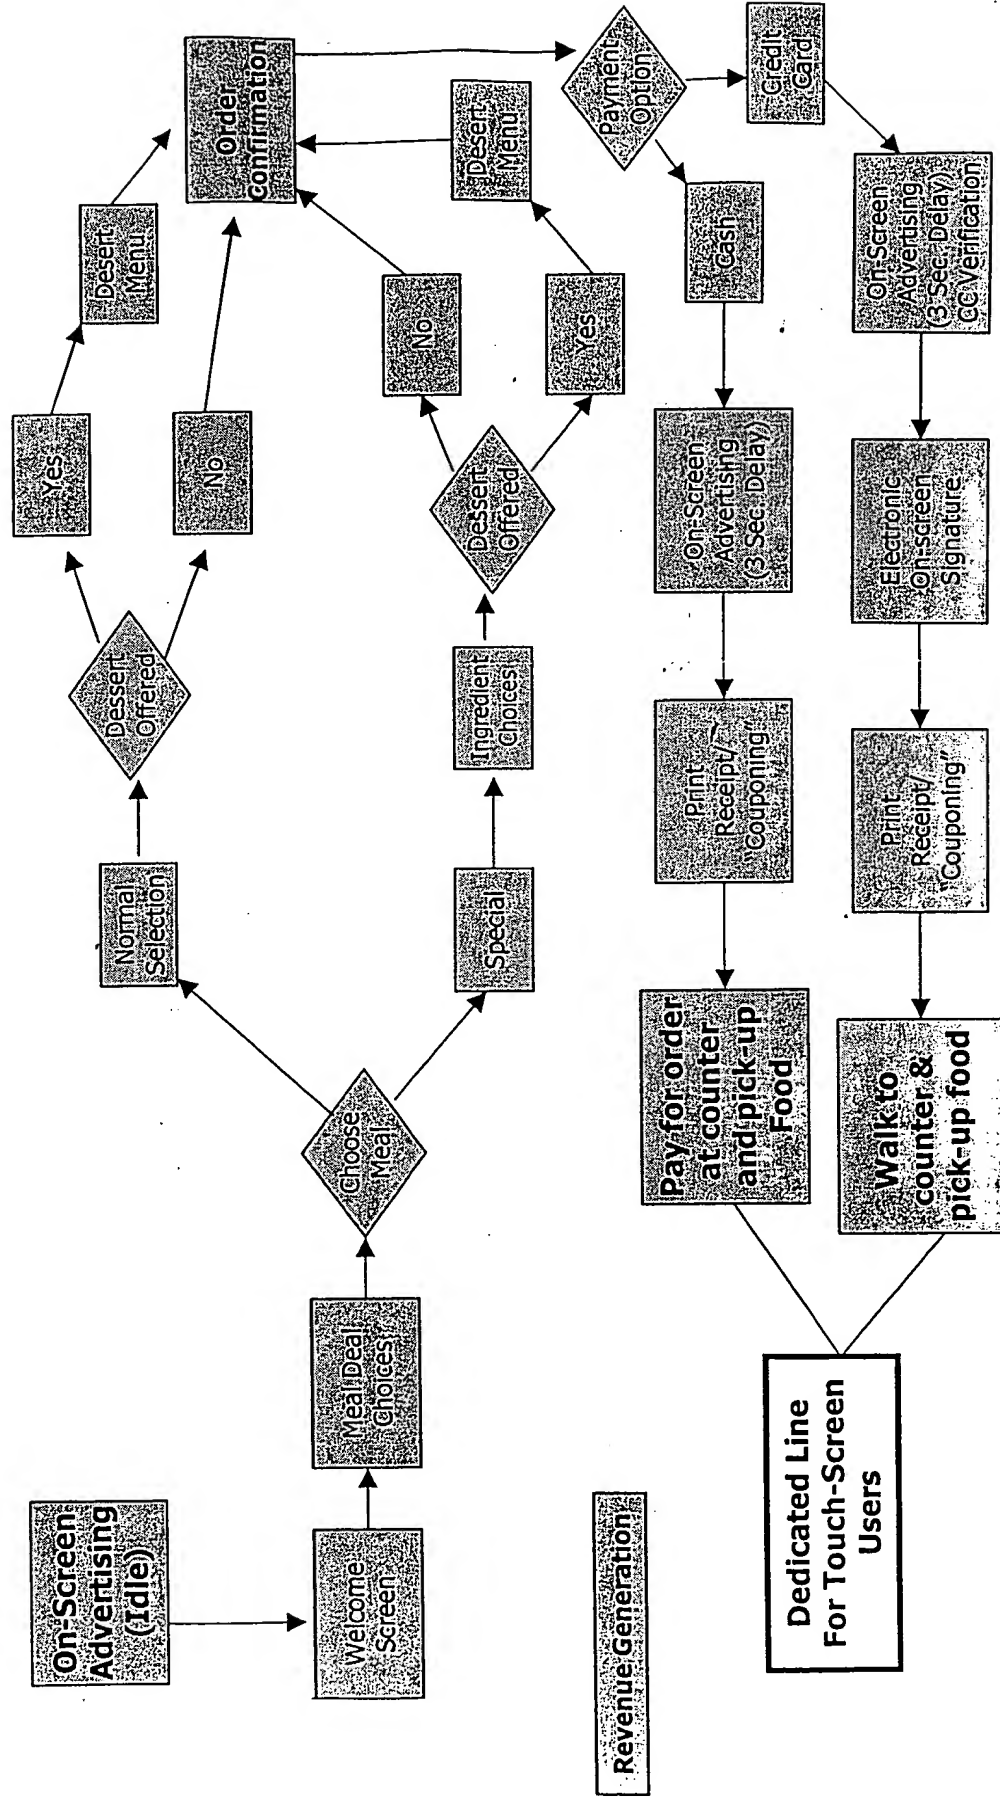 On-Screen
Advertising
(Idle)
Welcome
Screen
Meal Deal
Choices
Choose
Meal
Normal
Selection
Dessert
Offered
Yes
Desert
Menu
No
Order
Confirmation
Special
Ingredient
Choices
Dessert
Offered
No
Yes
Desert
Menu
Payment
Option
Cash
On-Screen
Advertising
(3 Sec. Delay)
Print
Receipt/
"Couponing"
Pay for order
at counter
and pick-up
Food
Credit
Card
On-Screen
Advertising
(3 Sec. Delay)
CC Verification
Electronic
On-screen
Signature
Print
Receipt/
"Couponing"
Walk to
counter &
pick-up food
Revenue Generation
Dedicated Line
For Touch-Screen
Users